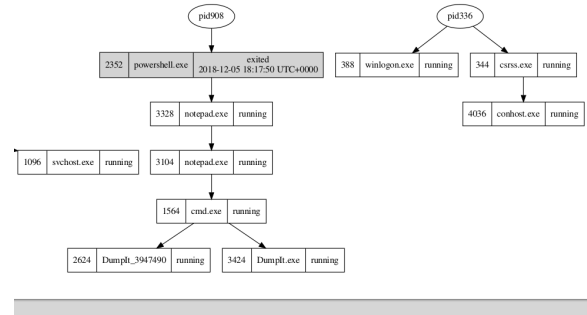 pid908
pid336
2352 powershell.exe exited
2018-12-05 18:17:50 UTC+0000
388 winlogon.exe running
344 csrss.exe running
3328 notepad.exe running
4036 conhost.exe running
1096 svchost.exe running
3104 notepad.exe running
1564 cmd.exe running
2624 DumpIt_3947490 running
3424 DumpIt.exe running